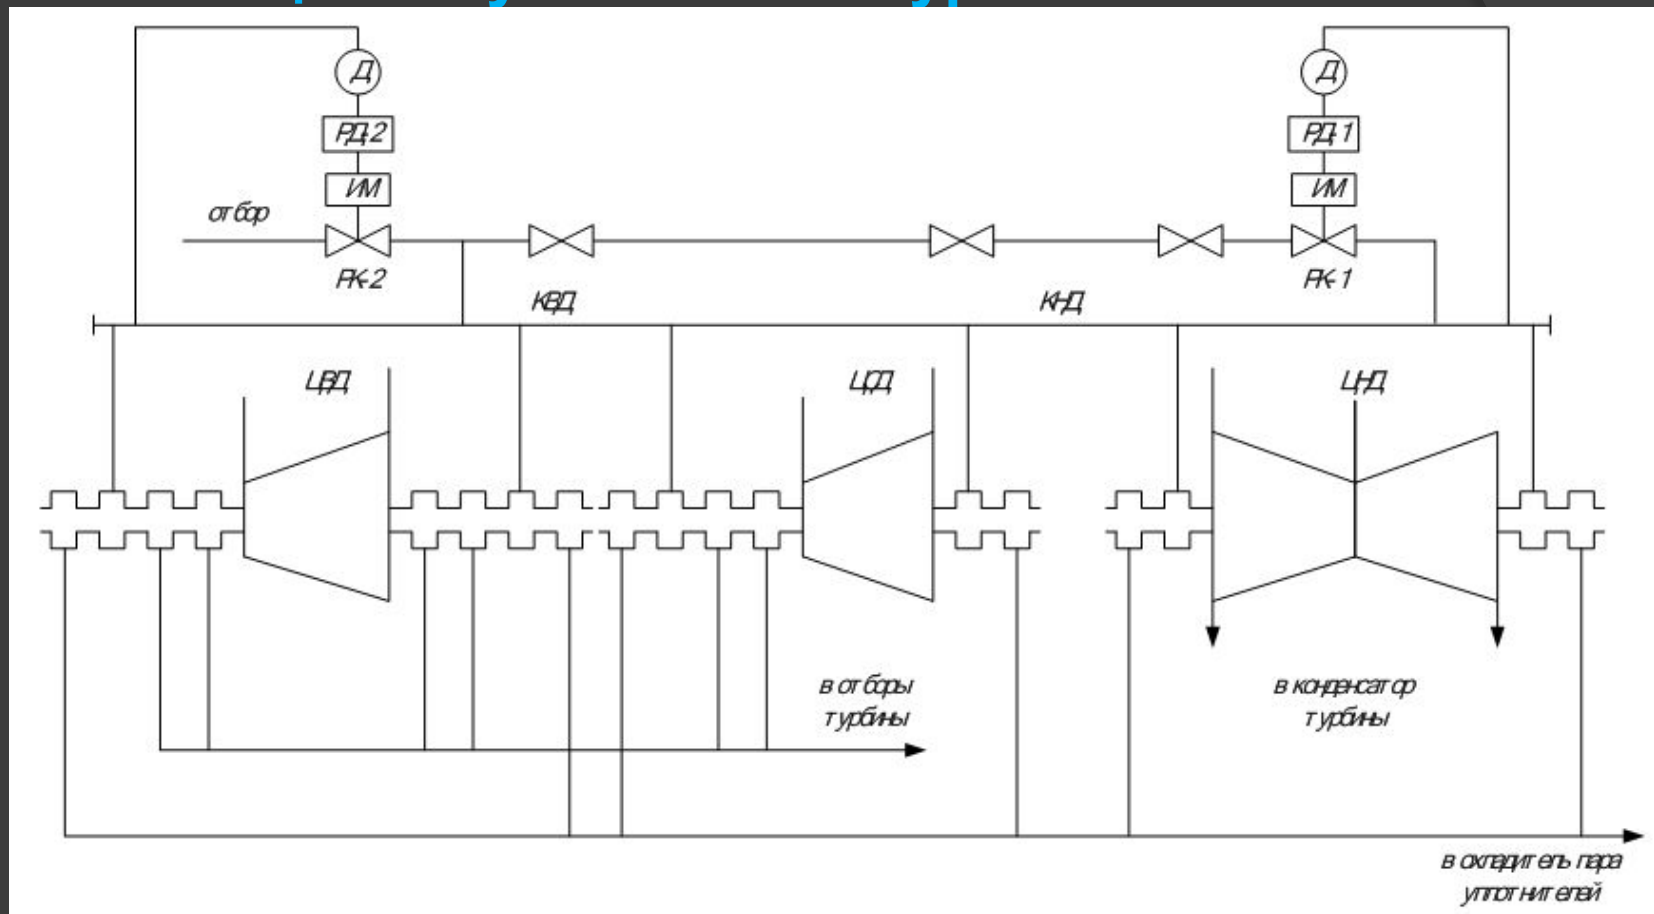 Д
Д
РД-2
РД-1
ИМ
ИМ
отбор
РК-2
РК-1
КВД
КНД
ЦВД
ЦСД
ЦНД
в отборы
турбины
в конденсатор
турбины
в охладитель пара
уплотнителей